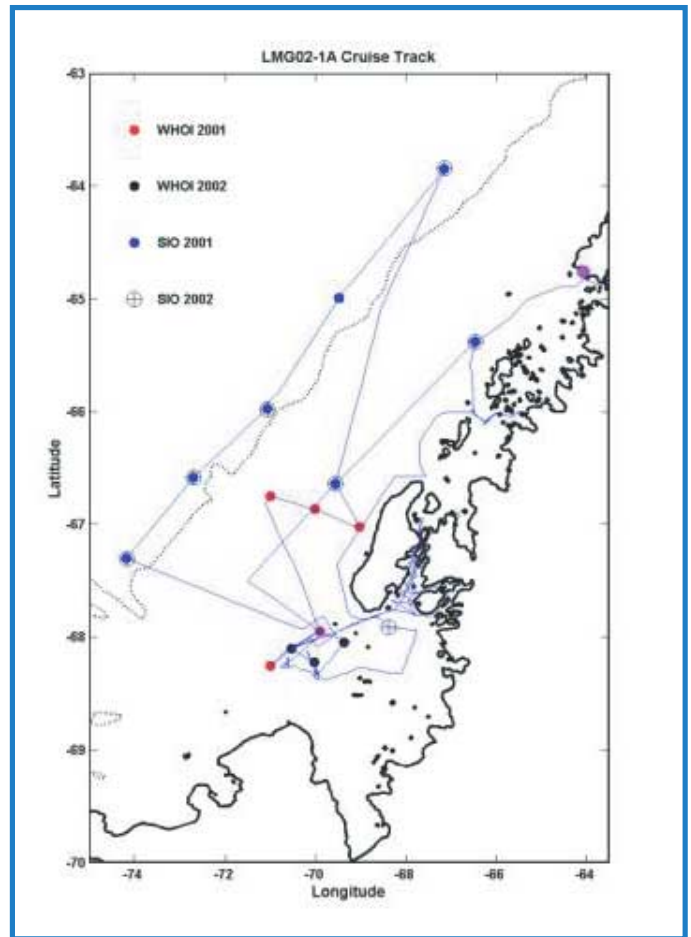 LMG02-1A Cruise Track
-63
WHOI 2001
-64
WHOI 2002
SIO 2001
-65
SIO 2002
-66
Latitude
-67
-68
-69
-70
-74
-72
-70
-68
-66
-64
Longitude